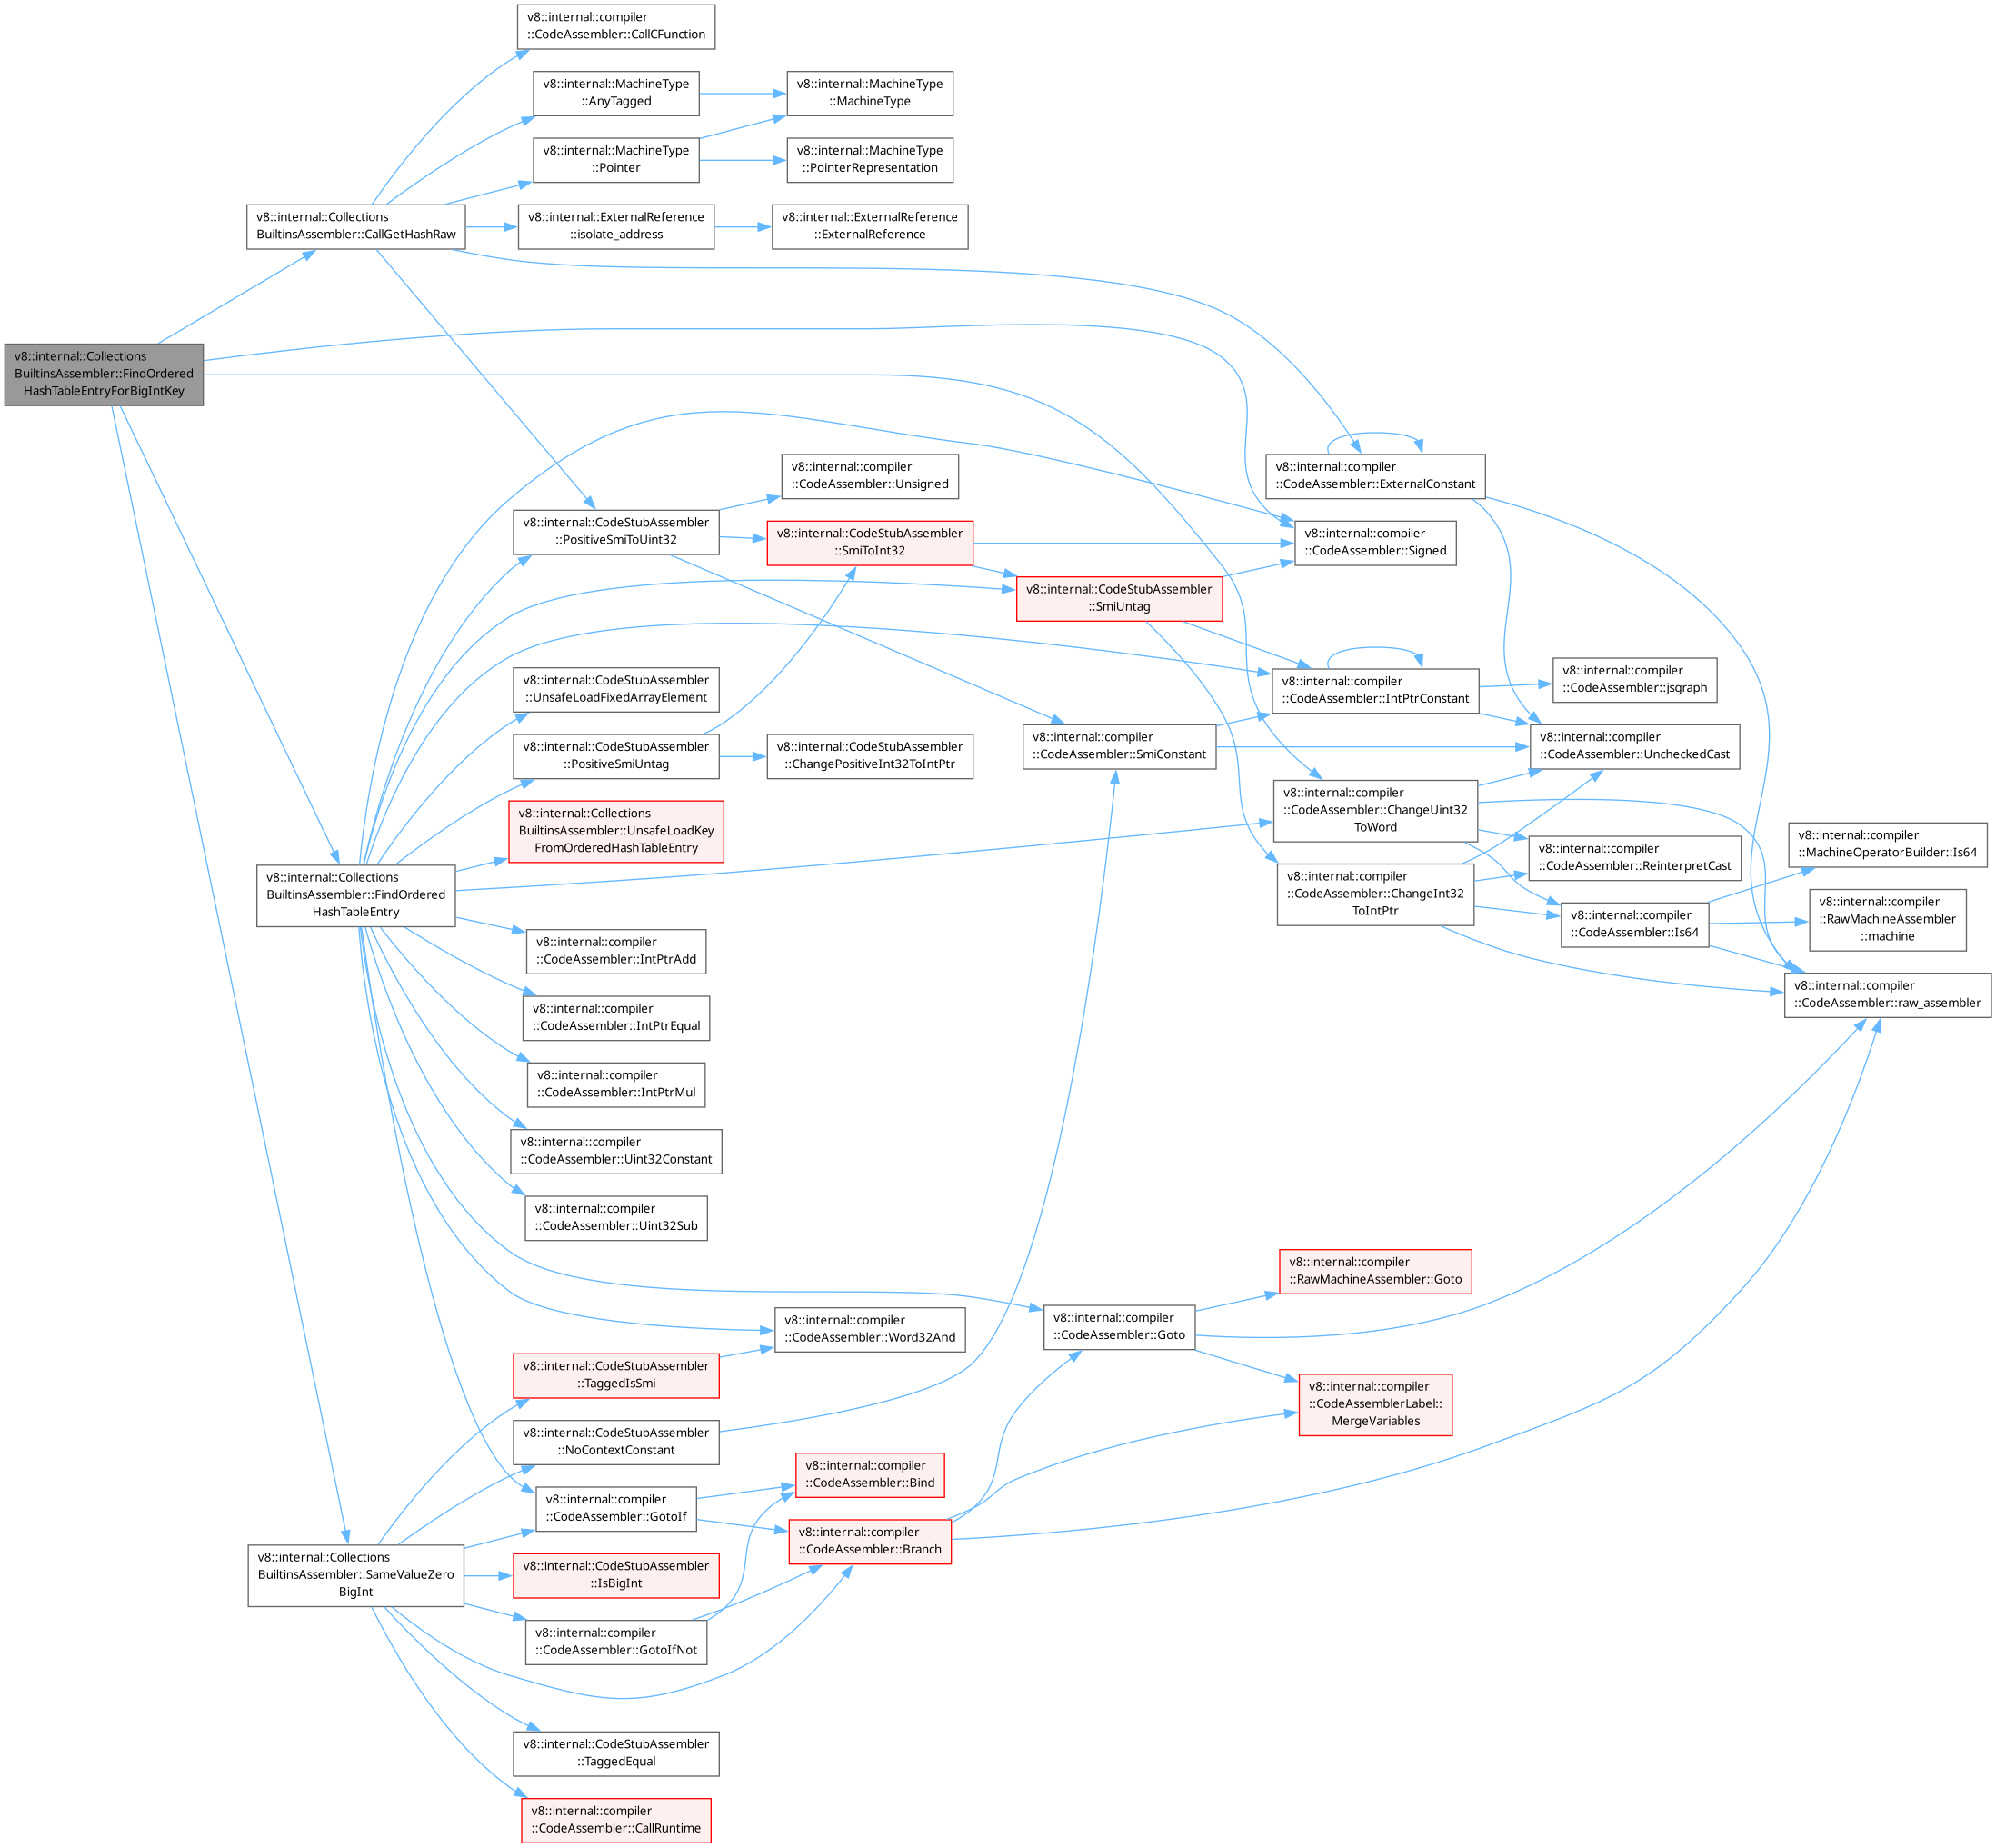 v8::internal::compiler
::CodeAssembler::CallCFunction
v8::internal::MachineType
::AnyTagged
v8::internal::MachineType
::MachineType
v8::internal::MachineType
::Pointer
v8::internal::MachineType
::PointerRepresentation
v8::internal::Collections
BuiltinsAssembler::CallGetHashRaw
v8::internal::ExternalReference
::isolate_address
v8::internal::ExternalReference
::ExternalReference
v8::internal::Collections
BuiltinsAssembler::FindOrdered
HashTableEntryForBigIntKey
v8::internal::compiler
::CodeAssembler::Unsigned
v8::internal::compiler
::CodeAssembler::ExternalConstant
v8::internal::CodeStubAssembler
::PositiveSmiToUint32
v8::internal::CodeStubAssembler
::SmiToInt32
v8::internal::compiler
::CodeAssembler::Signed
v8::internal::CodeStubAssembler
::SmiUntag
v8::internal::CodeStubAssembler
::UnsafeLoadFixedArrayElement
v8::internal::compiler
::CodeAssembler::IntPtrConstant
v8::internal::compiler
::CodeAssembler::jsgraph
v8::internal::CodeStubAssembler
::PositiveSmiUntag
v8::internal::CodeStubAssembler
::ChangePositiveInt32ToIntPtr
v8::internal::compiler
::CodeAssembler::SmiConstant
v8::internal::compiler
::CodeAssembler::UncheckedCast
v8::internal::Collections
BuiltinsAssembler::UnsafeLoadKey
FromOrderedHashTableEntry
v8::internal::compiler
::CodeAssembler::ChangeUint32
ToWord
v8::internal::compiler
::CodeAssembler::ReinterpretCast
v8::internal::compiler
::MachineOperatorBuilder::Is64
v8::internal::Collections
BuiltinsAssembler::FindOrdered
HashTableEntry
v8::internal::compiler
::CodeAssembler::ChangeInt32
ToIntPtr
v8::internal::compiler
::CodeAssembler::Is64
v8::internal::compiler
::RawMachineAssembler
::machine
v8::internal::compiler
::CodeAssembler::IntPtrAdd
v8::internal::compiler
::CodeAssembler::raw_assembler
v8::internal::compiler
::CodeAssembler::IntPtrEqual
v8::internal::compiler
::CodeAssembler::IntPtrMul
v8::internal::compiler
::CodeAssembler::Uint32Constant
v8::internal::compiler
::CodeAssembler::Uint32Sub
v8::internal::compiler
::RawMachineAssembler::Goto
v8::internal::compiler
::CodeAssembler::Word32And
v8::internal::compiler
::CodeAssembler::Goto
v8::internal::CodeStubAssembler
::TaggedIsSmi
v8::internal::compiler
::CodeAssemblerLabel::
MergeVariables
v8::internal::CodeStubAssembler
::NoContextConstant
v8::internal::compiler
::CodeAssembler::Bind
v8::internal::compiler
::CodeAssembler::GotoIf
v8::internal::compiler
::CodeAssembler::Branch
v8::internal::Collections
BuiltinsAssembler::SameValueZero
BigInt
v8::internal::CodeStubAssembler
::IsBigInt
v8::internal::compiler
::CodeAssembler::GotoIfNot
v8::internal::CodeStubAssembler
::TaggedEqual
v8::internal::compiler
::CodeAssembler::CallRuntime